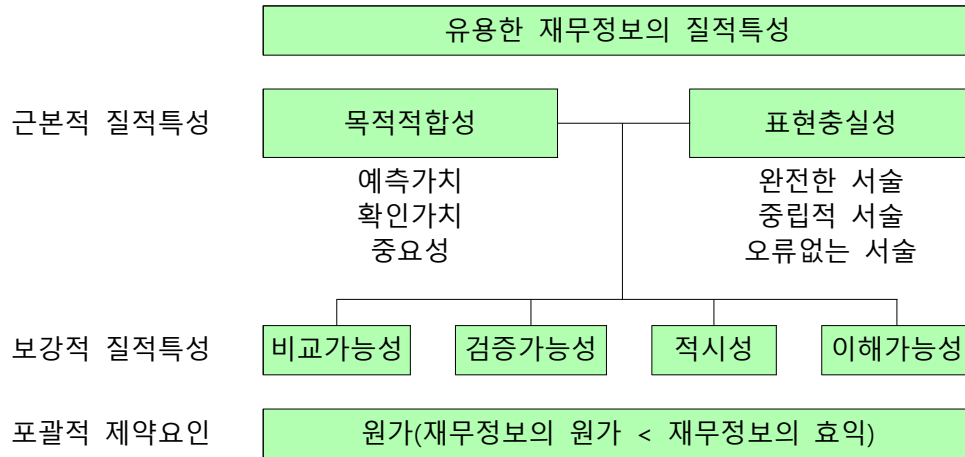 유용한 재무정보의 질적특성
근본적 질적특성 목적적합성 표현충실성
예측가치 완전한 서술
확인가치 중립적 서술
중요성 오류없는 서술
보강적 질적특성 비교가능성 검증가능성 적시성 이해가능성
포괄적 제약요인 원가(재무정보의 원가 < 재무정보의 효익)